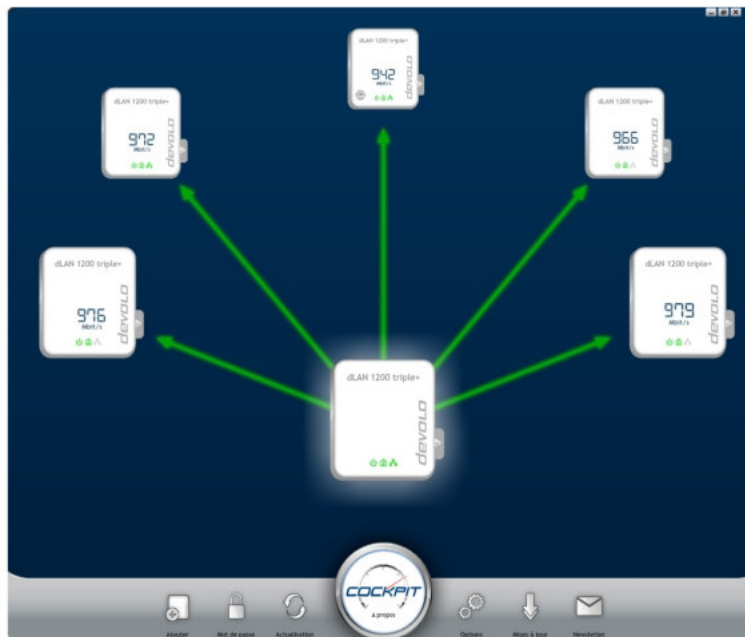 dLAN 1200 triple+
942
Mbit/s
devolo
dLAN 1200 triple+
972
Mbit/s
devolo
dLAN 1200 triple+
966
Mbit/s
devolo
dLAN 1200 triple+
976
Mbit/s
devolo
dLAN 1200 triple+
979
Mbit/s
devolo
dLAN 1200 triple+
devolo
COCKPIT
A propos
Ajouter
Mot de passe
Actualisation
Options
Mises à jour
Newsletter